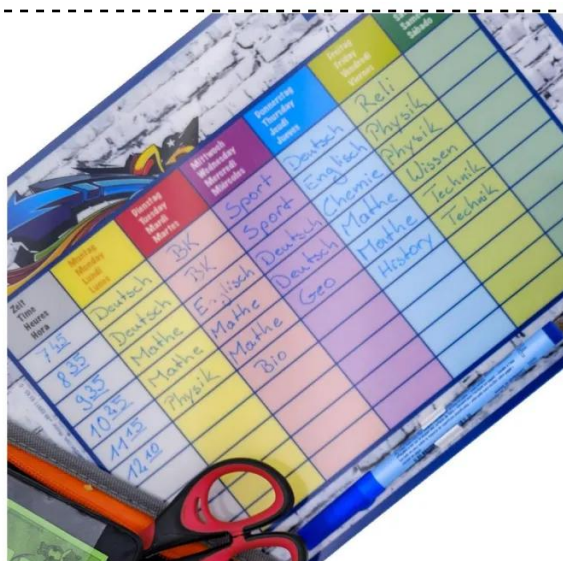 Zeit
Time
Heures
Hora
7 45
8 35
9 35
10 25
11 15
12 10
Montag
Monday
Lundi
Lunes
Deutsch
Deutsch
Mathe
Mathe
Physik
Dienstag
Tuesday
Mardi
Martes
BK
BK
Englisch
Mathe
Mathe
Bio
Mittwoch
Wednesday
Mercredi
Miércoles
Sport
Sport
Deutsch
Deutsch
Geo
Donnerstag
Thursday
Jeudi
Jueves
Deutsch
Englisch
Chemie
Mathe
Mathe
History
Freitag
Friday
Vendredi
Viernes
Reli
Physik
Physik
Wissen
Technik
Technik
Sábado